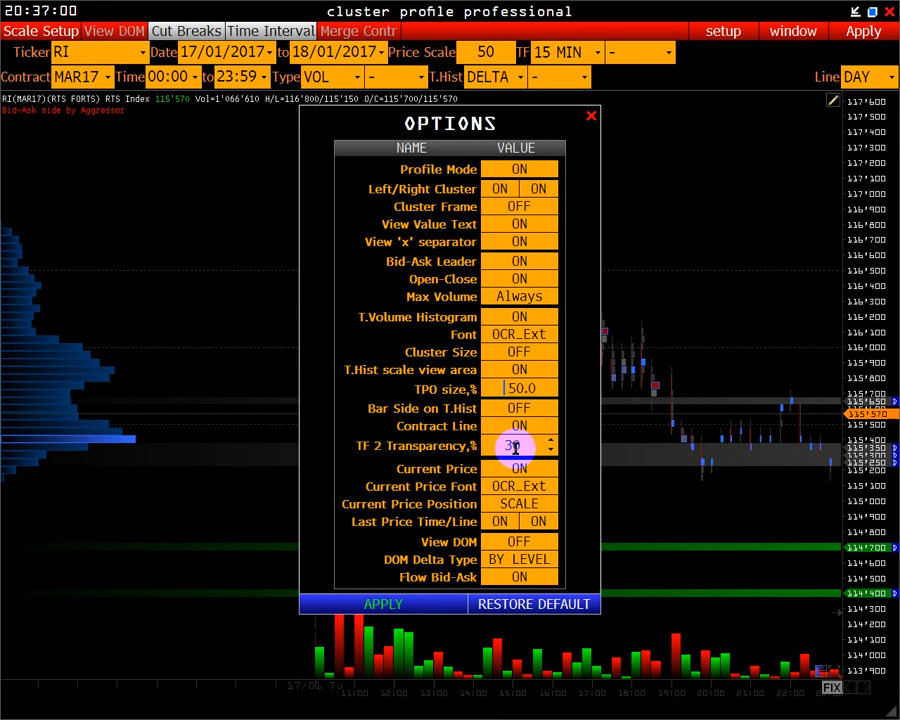 20:37:00 cluster profile professional
Scale Setup View DOM Cut Breaks Time Interval Merge Contr setup window Apply
Ticker RI Date 17/01/2017 to 18/01/2017 Price Scale 50 TF 15 MIN -
Contract MAR17 Time 00:00 to 23:59 Type VOL - T.Hist DELTA - Line DAY
RI(MAR17)(RTS FORTS) RTS Index 115'570 Vol=1'066'610 H/L=116'800/115'150 O/C=115'700/115'570
Bid-Ask side by Aggressor
OPTIONS
NAME VALUE
Profile Mode ON
Left/Right Cluster ON ON
Cluster Frame OFF
View Value Text ON
View 'x' separator ON
Bid-Ask Leader ON
Open-Close ON
Max Volume Always
T.Volume Histogram ON
Font OCR_Ext
Cluster Size OFF
T.Hist scale view area ON
TPO size,% 50.0
Bar Side on T.Hist OFF
Contract Line ON
TF 2 Transparency,% 30
Current Price ON
Current Price Font OCR_Ext
Current Price Position SCALE
Last Price Time/Line ON ON
View DOM OFF
DOM Delta Type BY LEVEL
Flow Bid-Ask ON
APPLY RESTORE DEFAULT
117'600
117'400
117'300
117'200
117'100
117'000
116'900
116'700
116'600
116'500
116'400
116'300
116'200
116'100
115'900
115'800
115'700
115'650
115'570
115'400
115'350
115'250
115'100
115'000
114'900
114'800
114'700
114'600
114'500
114'400
114'300
114'200
114'100
114'000
113'900
FIX
17/01 Tu 11:00 12:00 13:00 14:00 15:00 16:00 17:00 18:00 19:00 20:00 21:00 22:00